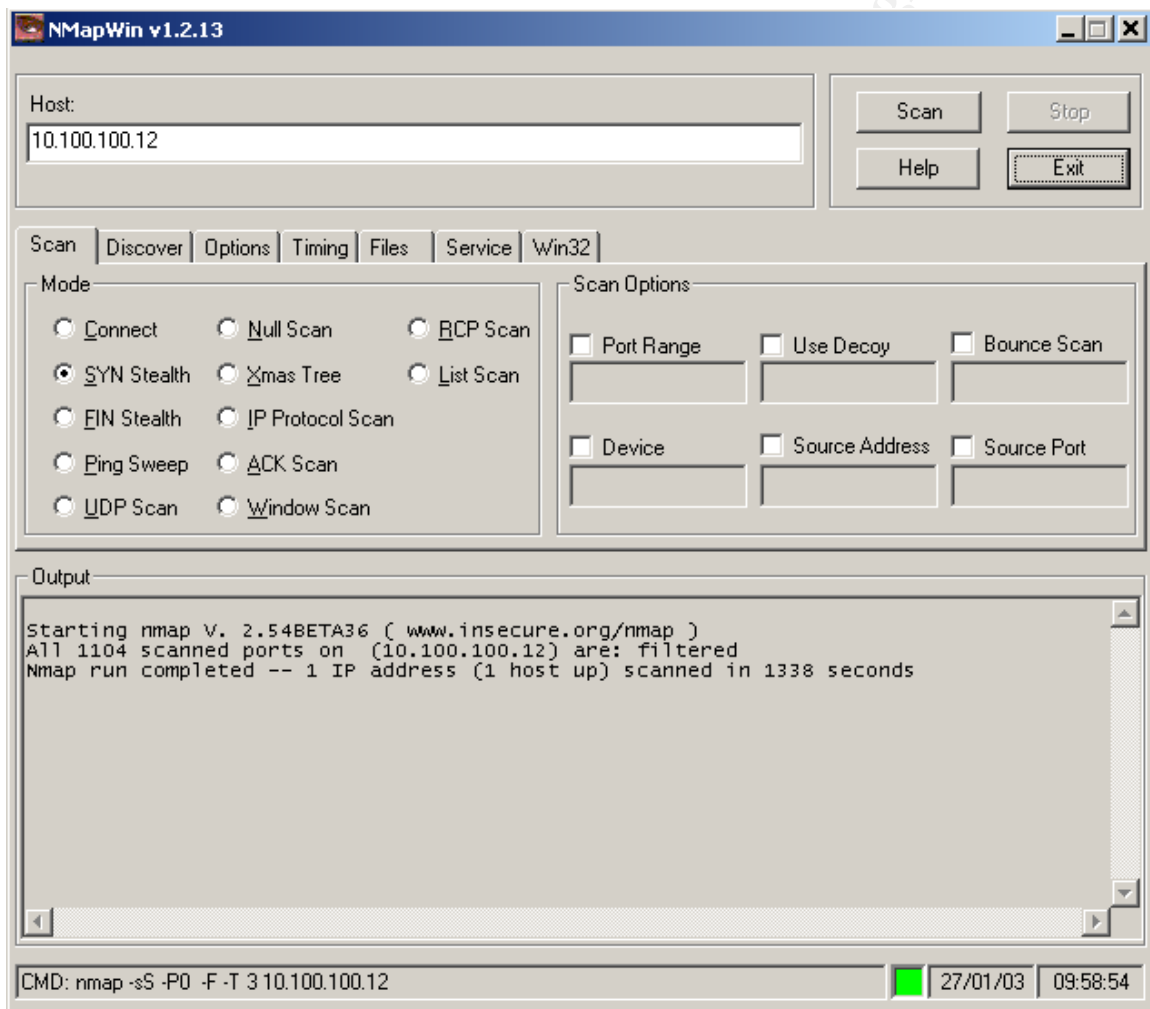 NMapWin v1.2.13
Host:
10.100.100.12
Scan
Stop
Help
Exit
Scan
Discover
Options
Timing
Files
Service
Win32
Mode
Connect
Null Scan
RCP Scan
SYN Stealth
Xmas Tree
List Scan
FIN Stealth
IP Protocol Scan
Ping Sweep
ACK Scan
UDP Scan
Window Scan
Scan Options
Port Range
Use Decoy
Bounce Scan
Device
Source Address
Source Port
Output
Starting nmap V. 2.54BETA36 ( www.insecure.org/nmap )
All 1104 scanned ports on  (10.100.100.12) are: filtered
Nmap run completed -- 1 IP address (1 host up) scanned in 1338 seconds
CMD: nmap -sS -P0 -F -T 3 10.100.100.12
27/01/03
09:58:54